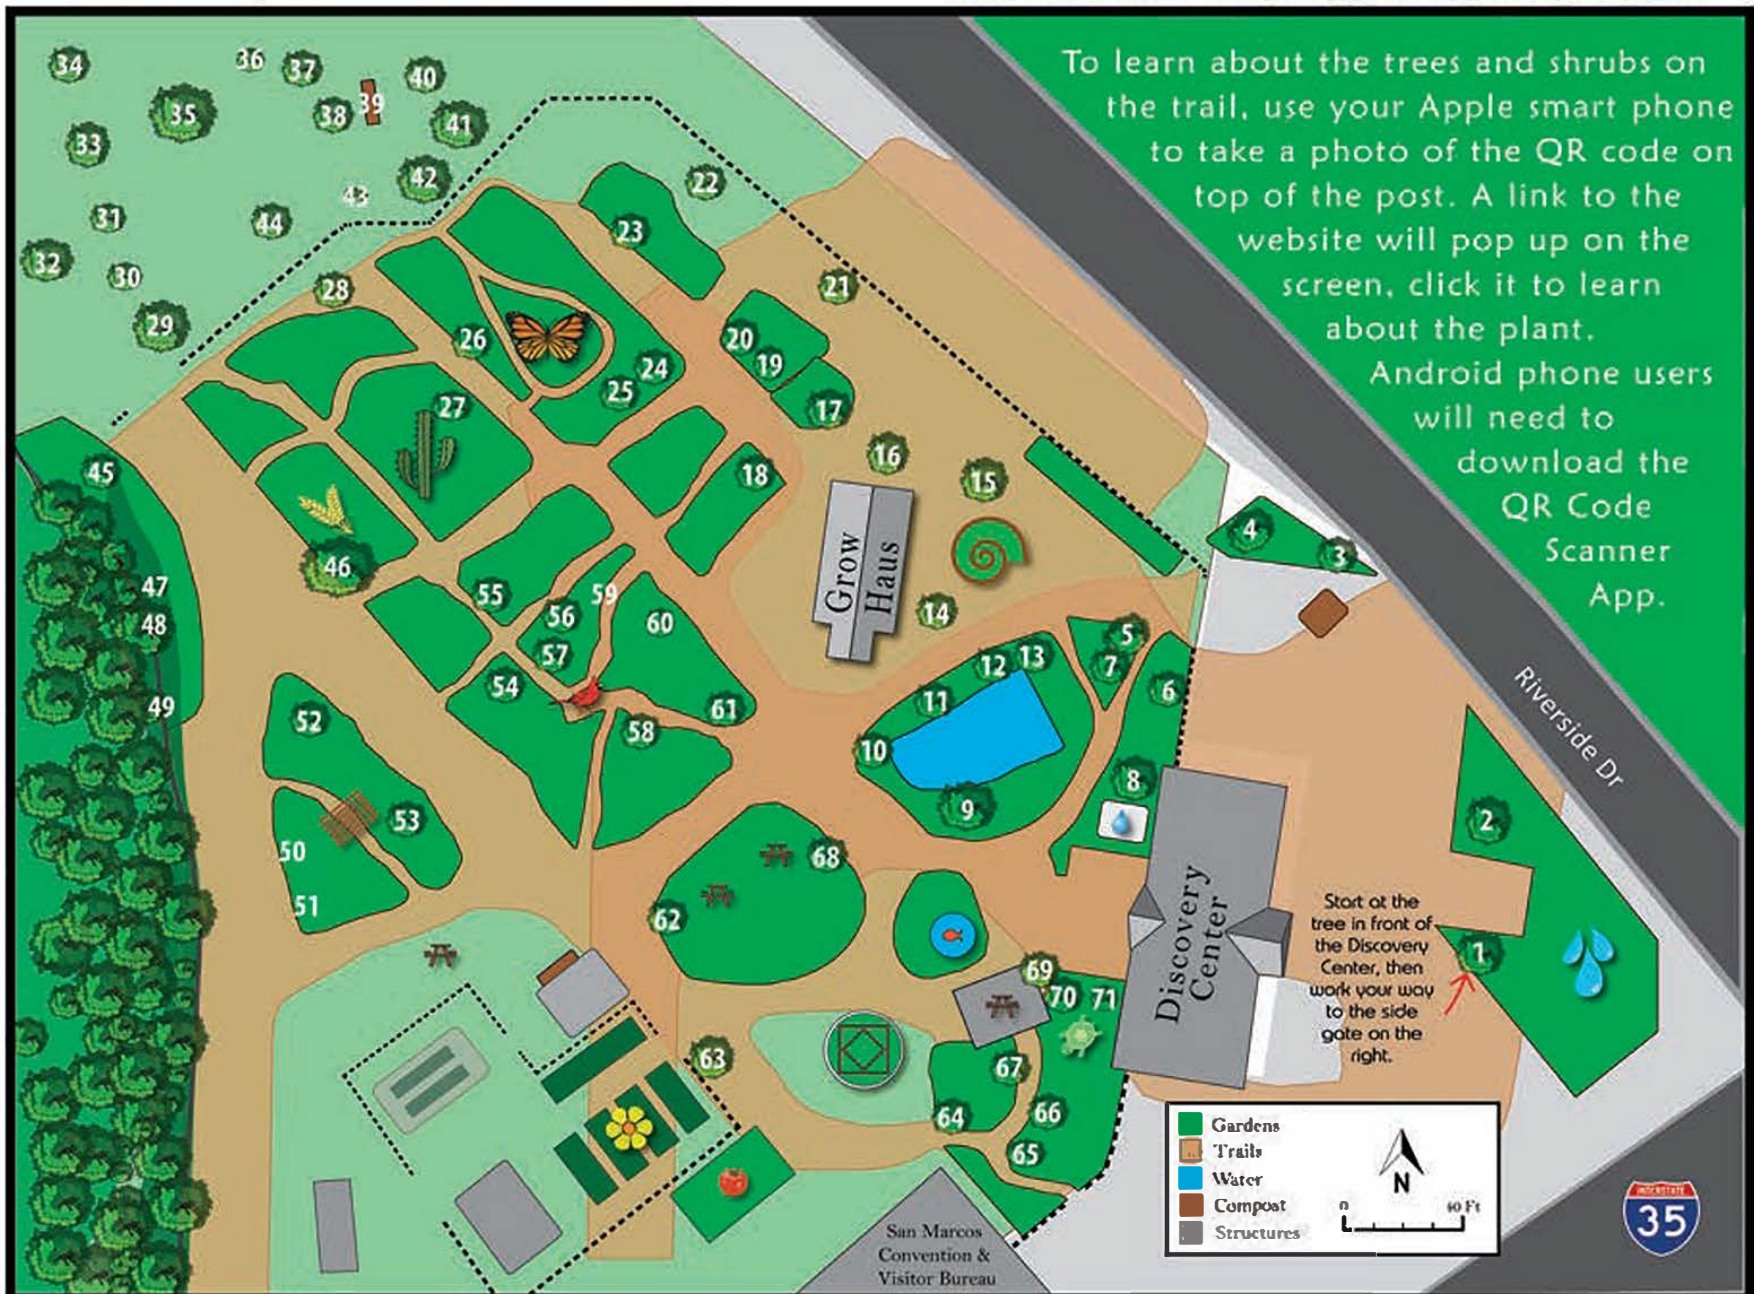 To learn about the trees and shrubs on
the trail, use your Apple smart phone
to take a photo of the QR code on
top of the post. A link to the
website will pop up on the
screen, click it to learn
about the plant.
Android phone users
will need to
download the
QR Code
Scanner
App.
34
36
37
40
35
38
39
41
33
42
22
43
31
44
23
32
30
28
21
29
26
20
19
24
25
27
17
16
45
18
15
4
3
46
Grow
Haus
47
55
59
56
14
48
60
5
57
12
13
7
54
6
49
11
61
52
58
10
Riverside Dr
8
9
2
53
50
68
51
62
Discovery
Center
Start at the
tree in front of
the Discovery
Center, then
work your way
to the side
gate on the
right.
1
69
70
71
63
67
64
66
65
Gardens
Trails
Water
Compost
Structures
N
0
60 Ft
San Marcos
Convention &
Visitor Bureau
INTERSTATE
35